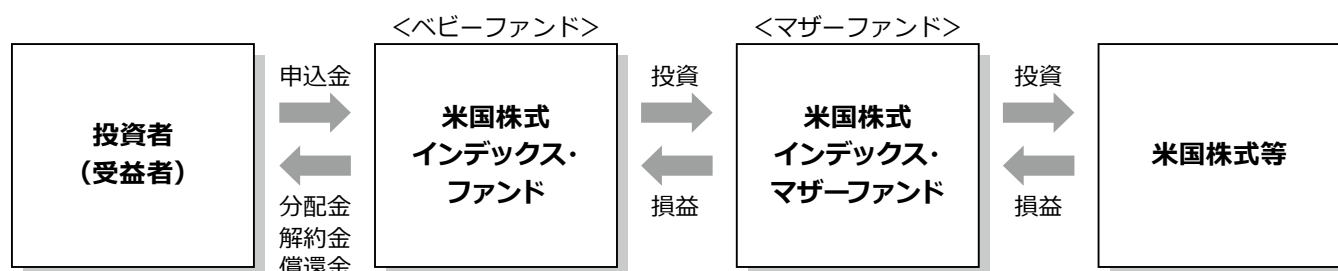 ＜ベビーファンド＞
＜マザーファンド＞
投資者
（受益者）
申込金
分配金
解約金
償還金
米国株式
インデックス・
ファンド
投資
損益
米国株式
インデックス・
マザーファンド
投資
損益
米国株式等